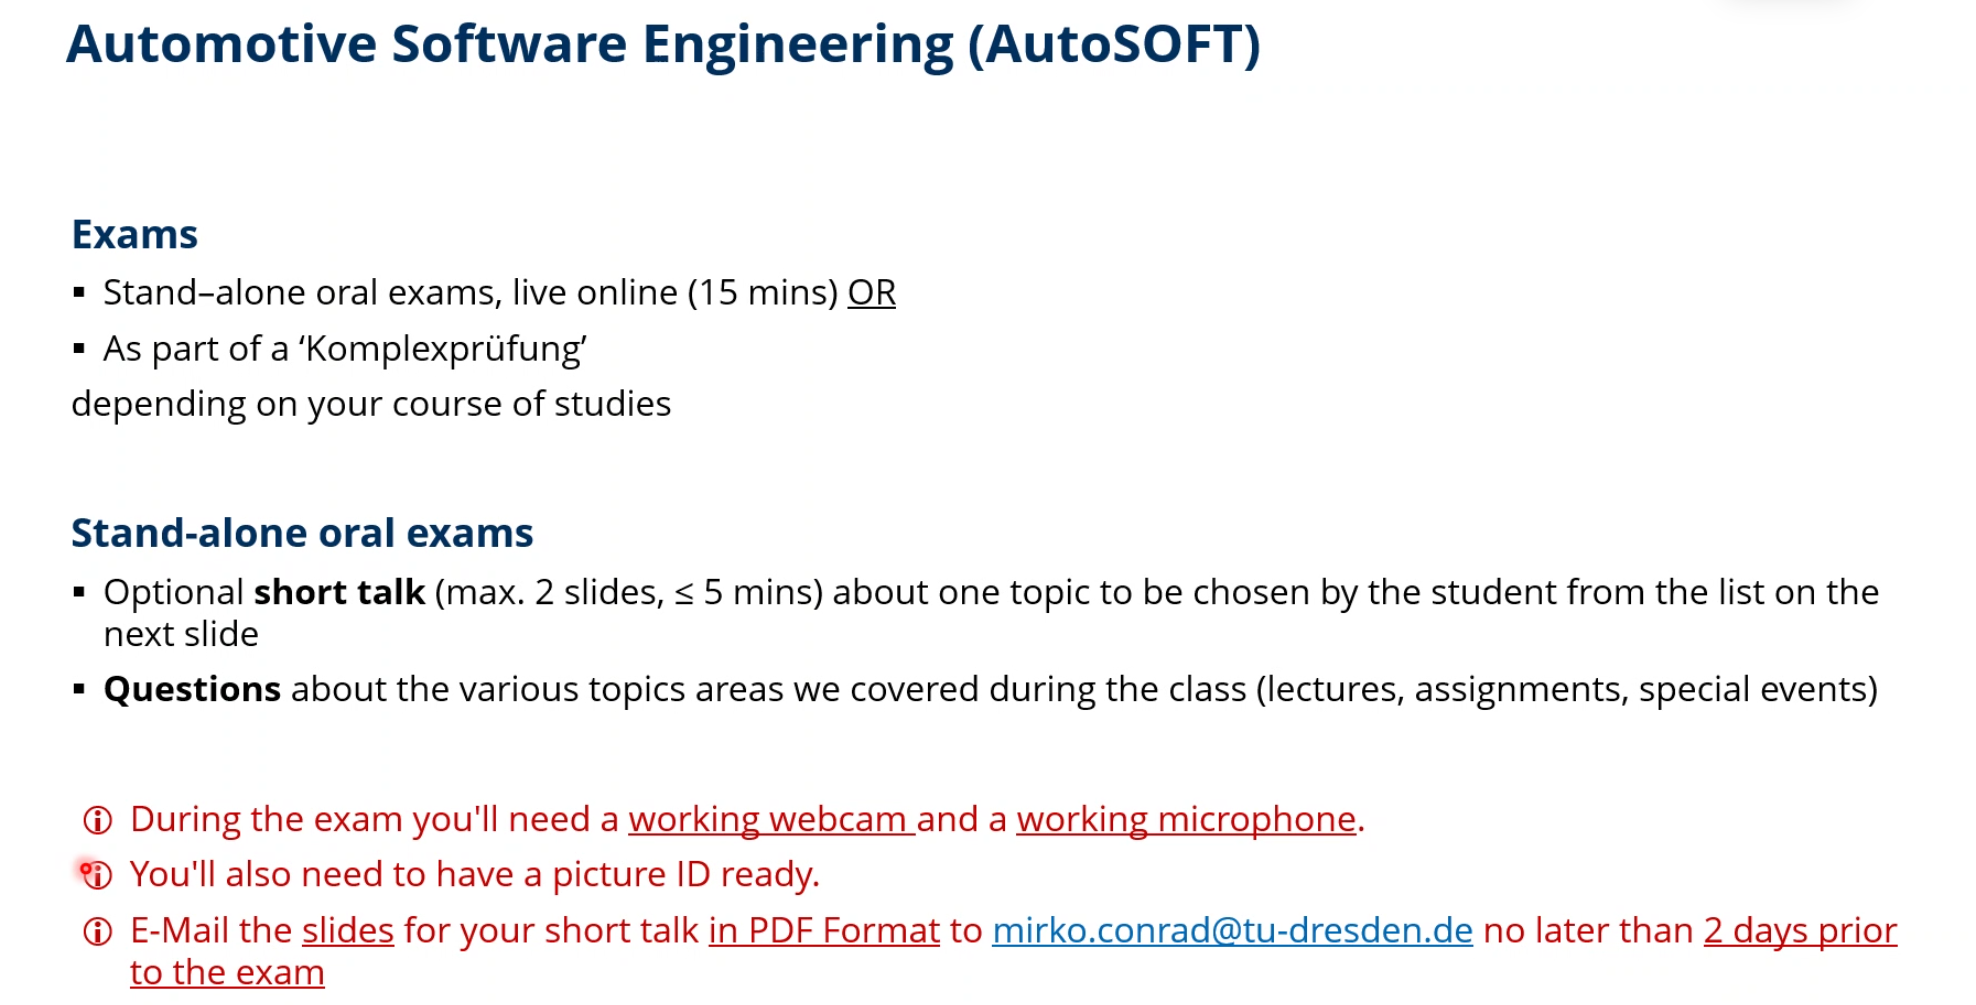 Automotive Software Engineering (AutoSOFT)
Exams
▪ Stand–alone oral exams, live online (15 mins) OR
▪ As part of a ‘Komplexprüfung’
depending on your course of studies
Stand-alone oral exams
▪ Optional short talk (max. 2 slides, ≤ 5 mins) about one topic to be chosen by the student from the list on the
next slide
▪ Questions about the various topics areas we covered during the class (lectures, assignments, special events)
ⓘ During the exam you'll need a working webcam and a working microphone.
ⓘ You'll also need to have a picture ID ready.
ⓘ E-Mail the slides for your short talk in PDF Format to mirko.conrad@tu-dresden.de no later than 2 days prior
to the exam